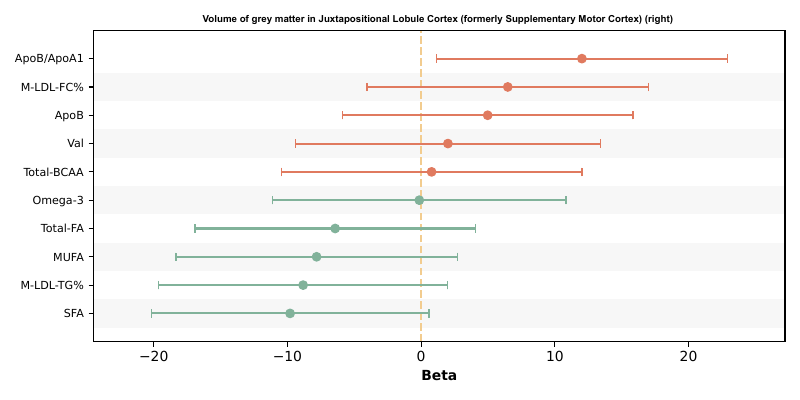 Volume of grey matter in Juxtapositional Lobule Cortex (formerly Supplementary Motor Cortex) (right)
ApoB/ApoA1
M-LDL-FC%
ApoB
Val
Total-BCAA
Omega-3
Total-FA
MUFA
M-LDL-TG%
SFA
−20 −10 0 10 20
Beta